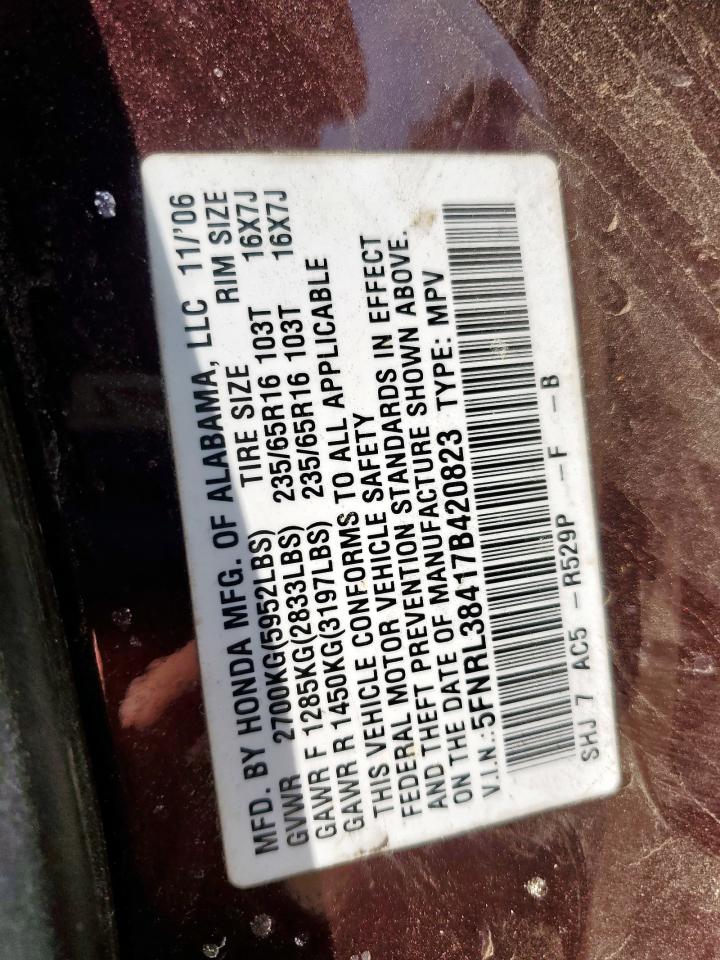 MFD. BY HONDA MFG. OF ALABAMA, LLC 11/'06
GVWR 2700KG(5952LBS) TIRE SIZE RIM SIZE
GAWR F 1285KG(2833LBS) 235/65R16 103T 16X7J
GAWR R 1450KG(3197LBS) 235/65R16 103T 16X7J
THIS VEHICLE CONFORMS TO ALL APPLICABLE
FEDERAL MOTOR VEHICLE SAFETY
AND THEFT PREVENTION STANDARDS IN EFFECT
ON THE DATE OF MANUFACTURE SHOWN ABOVE.
V.I.N.:5FNRL38417B420823 TYPE: MPV
SHJ 7 AC5 -R529P -F -B